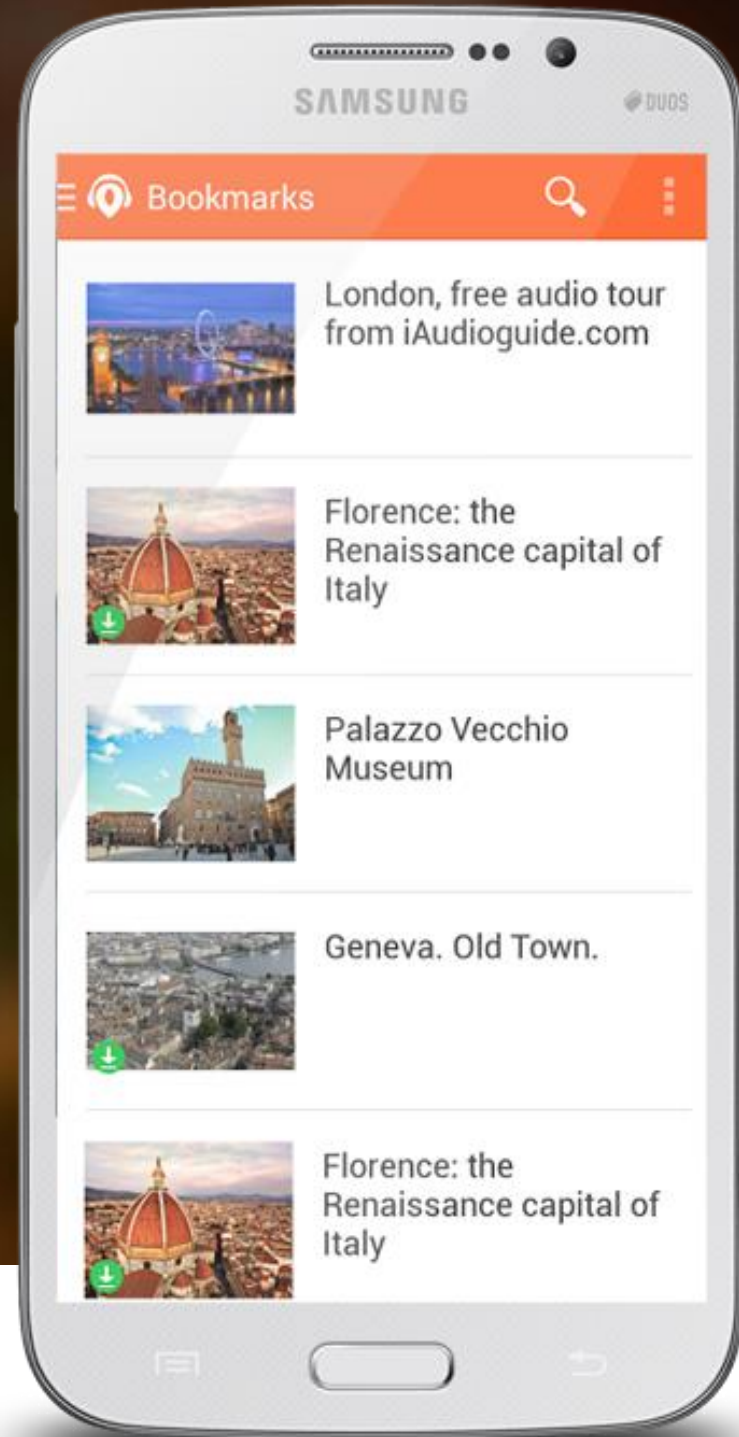 SAMSUNG
DUOS
Bookmarks
London, free audio tour
from iAudioguide.com
Florence: the
Renaissance capital of
Italy
Palazzo Vecchio
Museum
Geneva. Old Town.
Florence: the
Renaissance capital of
Italy